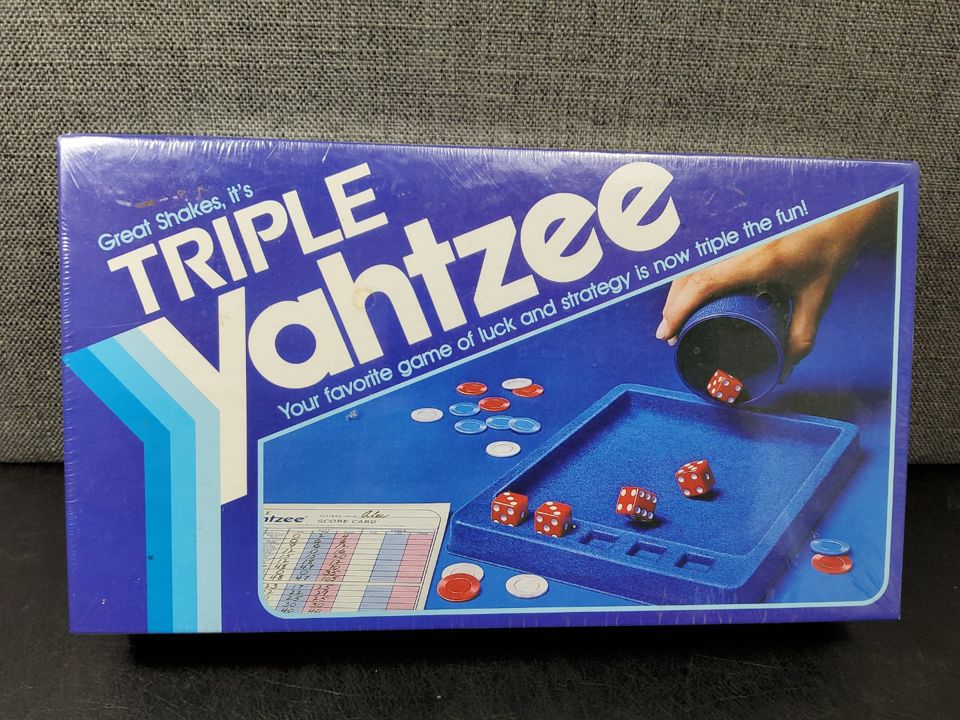 Great Shakes, it's
TRIPLE
Yahtzee
Your favorite game of luck and strategy is now triple the fun!
SCORE CARD